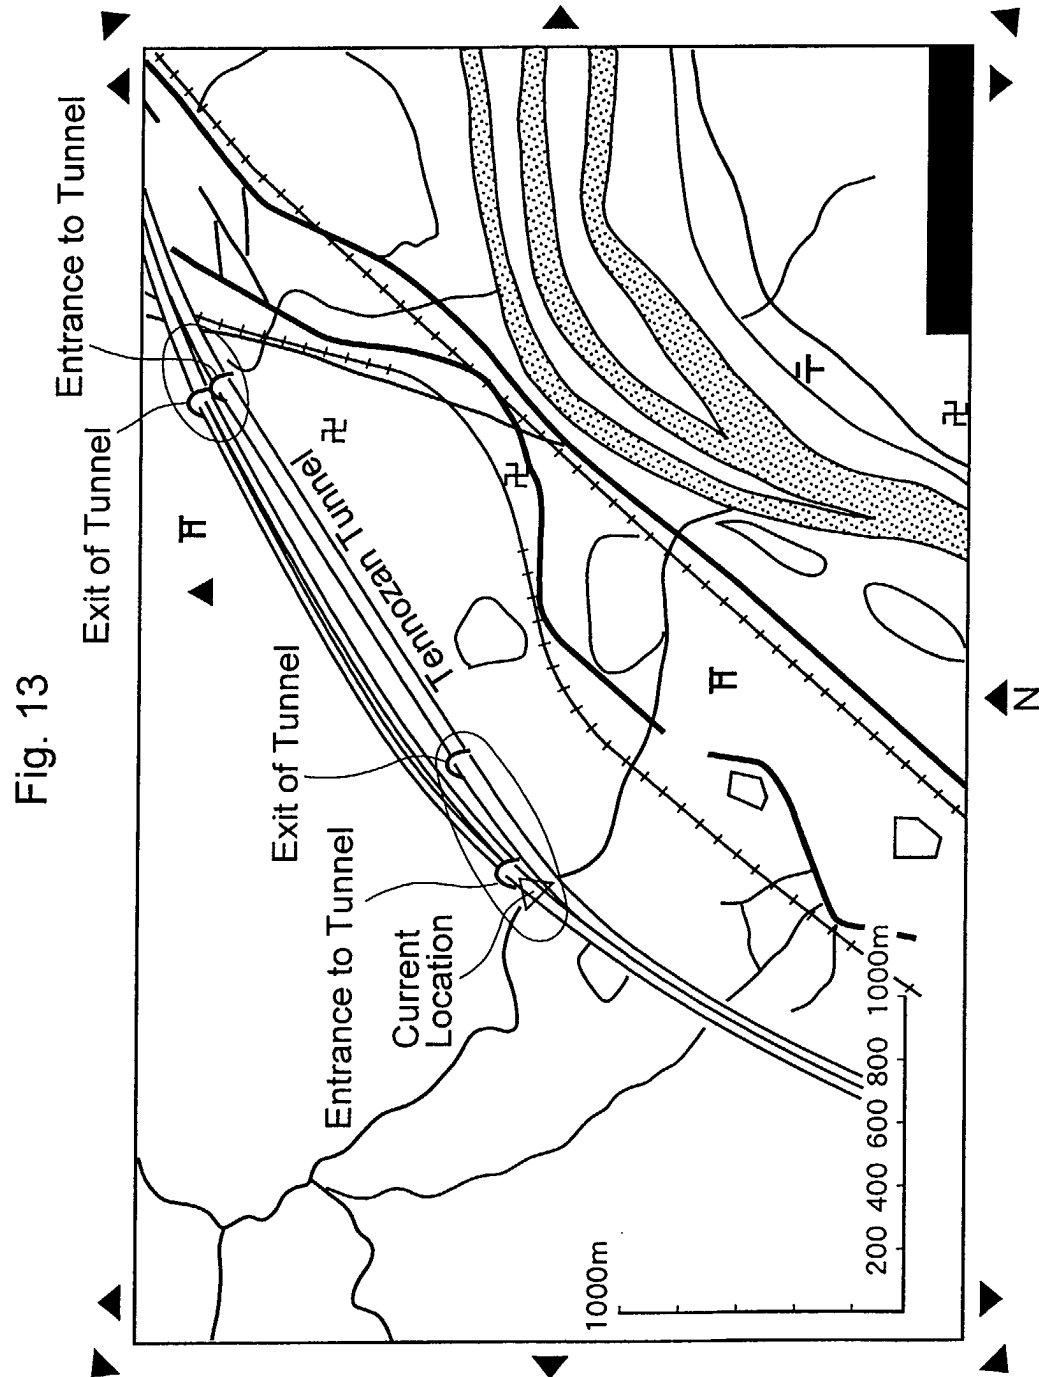 Fig. 13
Exit of Tunnel
Entrance to Tunnel
Exit of Tunnel
Tennozan Tunnel
Entrance to Tunnel
Current
Location
1000m
200 400 600 800 1000m
N